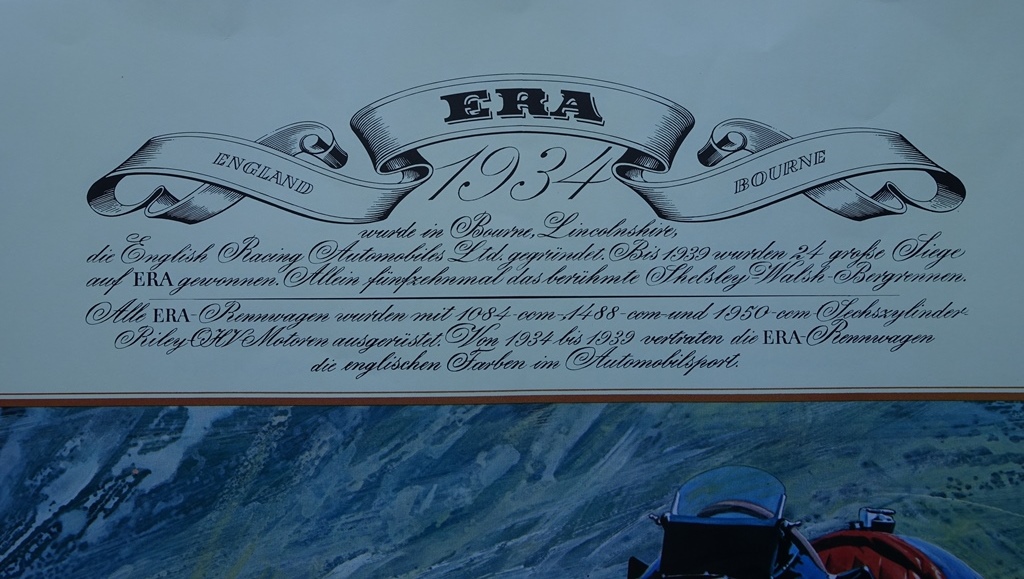 ERA
ENGLAND
1934
BOURNE
wurde in Bourne, Lincolnshire,
die English Racing Automobiles Ltd. gegründet. Bis 1939 wurden 24 große Siege
auf ERA gewonnen. Allein fünfzehnmal das berühmte Shelsley-Walsh-Bergrennen.
Alle ERA-Rennwagen wurden mit 1084-ccm-, 1488-ccm- und 1950-ccm Sechszylinder-
Riley OHV Motoren ausgerüstet. Von 1934 bis 1939 vertraten die ERA-Rennwagen
die englischen Farben im Automobilsport.